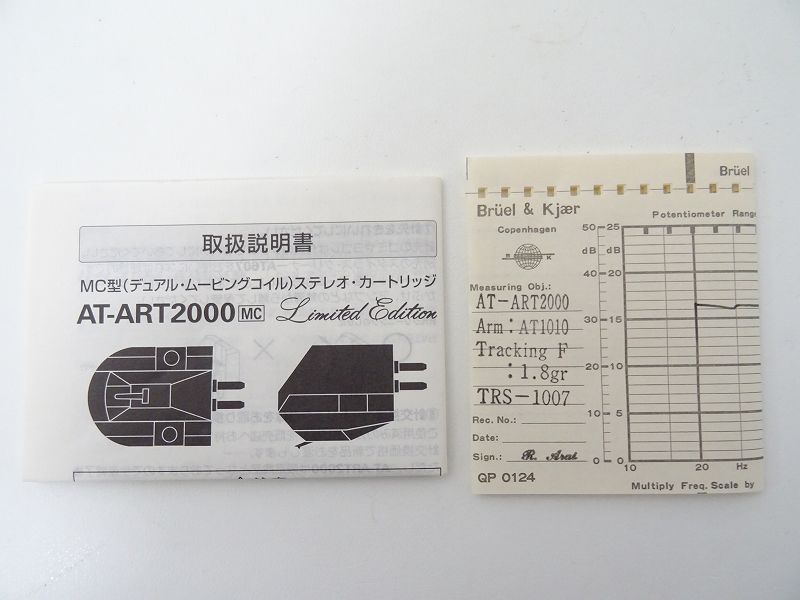 取扱説明書
MC型(デュアル・ムービングコイル)ステレオ・カートリッジ
AT-ART2000 MC Limited Edition
Brüel
Brüel & Kjær
Copenhagen
Potentiometer Rang
50 25
dB dB
40 20
30 15
20 10
10 5
0 0
10 20 Hz
Measuring Obj.:
AT-ART2000
Arm: AT1010
Tracking F
: 1.8gr
TRS-1007
Rec. No.:
Date:
Sign.: R. Arai
QP 0124
Multiply Freq. Scale by